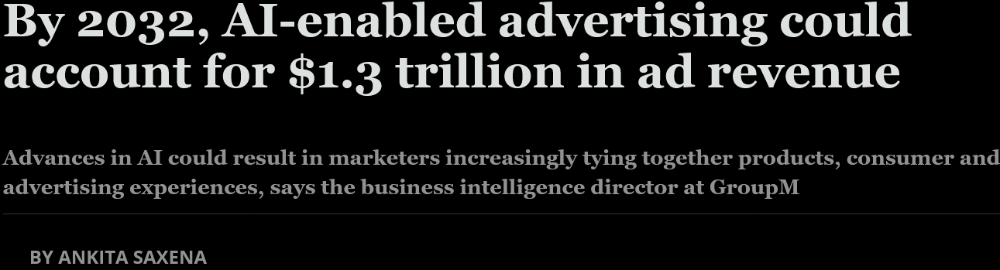 By 2032, AI-enabled advertising could
account for $1.3 trillion in ad revenue
Advances in AI could result in marketers increasingly tying together products, consumer and
advertising experiences, says the business intelligence director at GroupM
BY ANKITA SAXENA